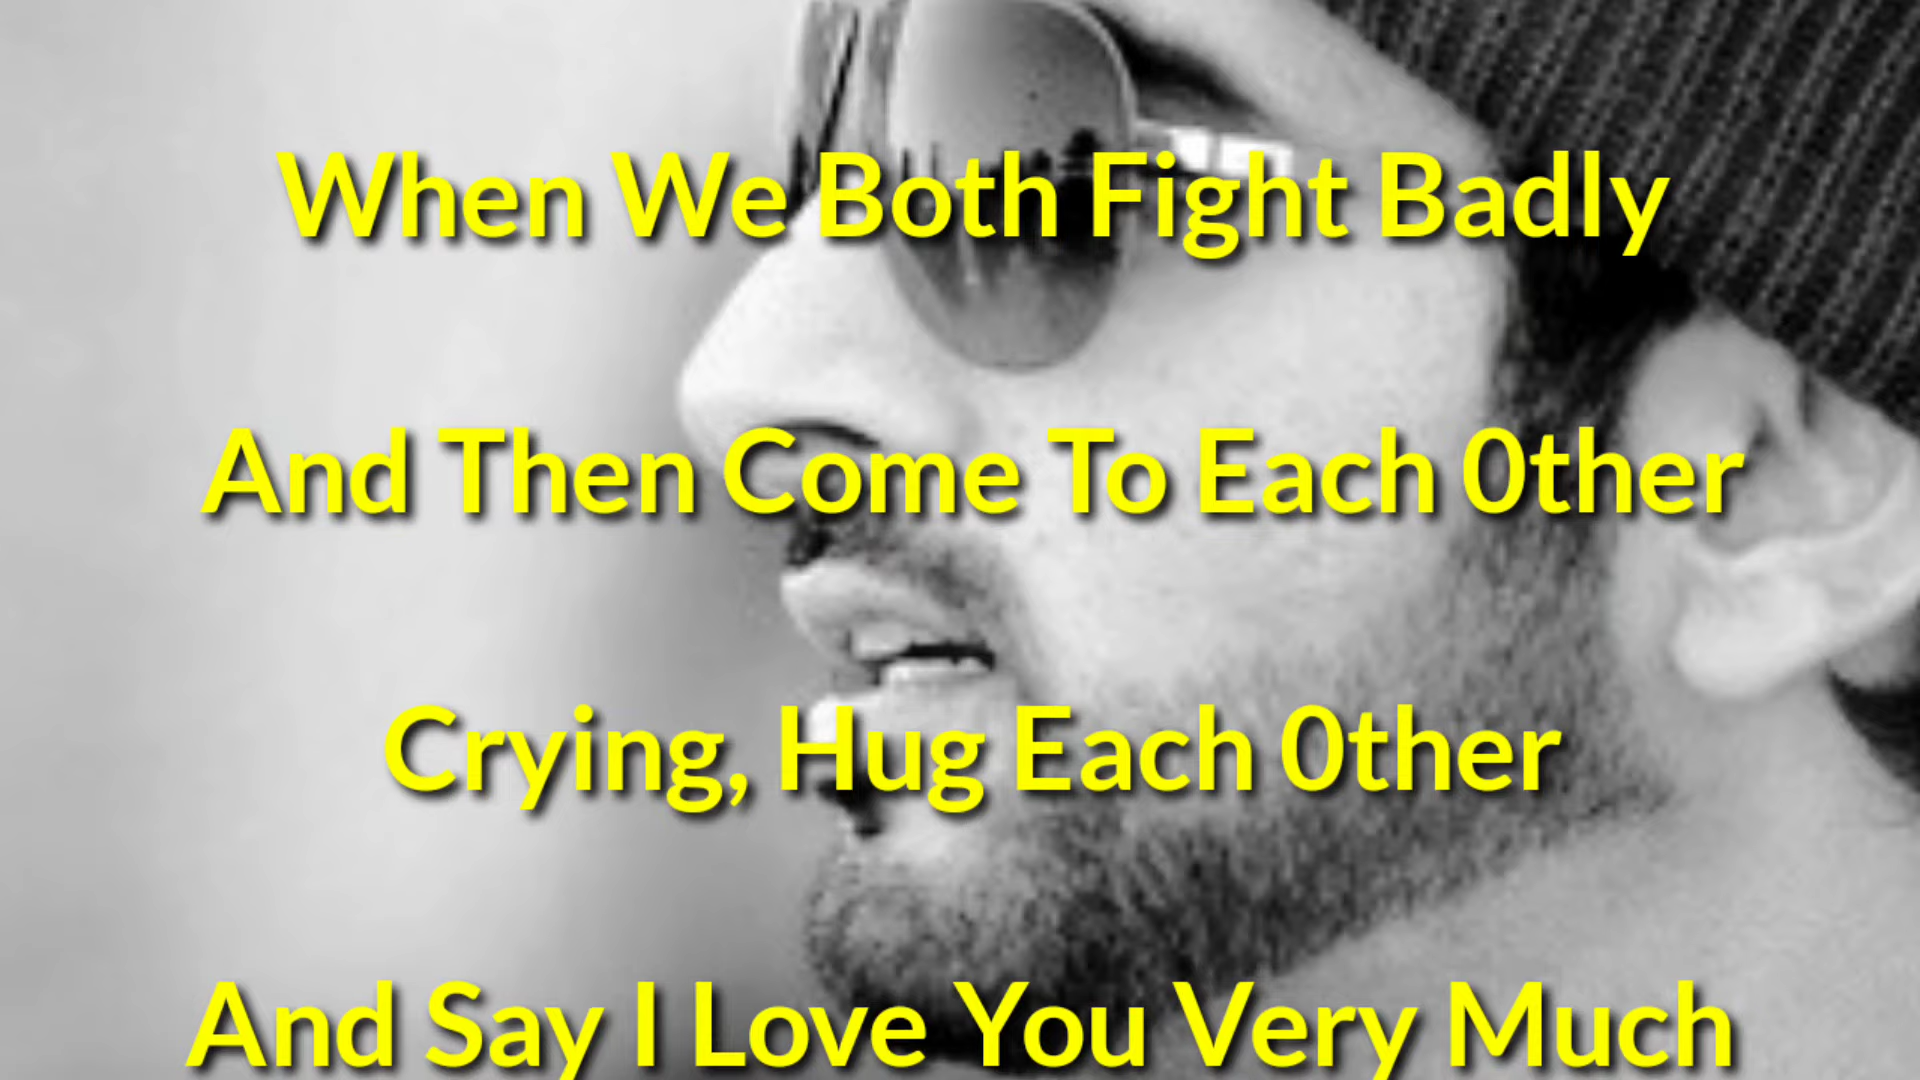 When We Both Fight Badly
And Then Come To Each 0ther
Crying, Hug Each 0ther
And Say I Love You Very Much